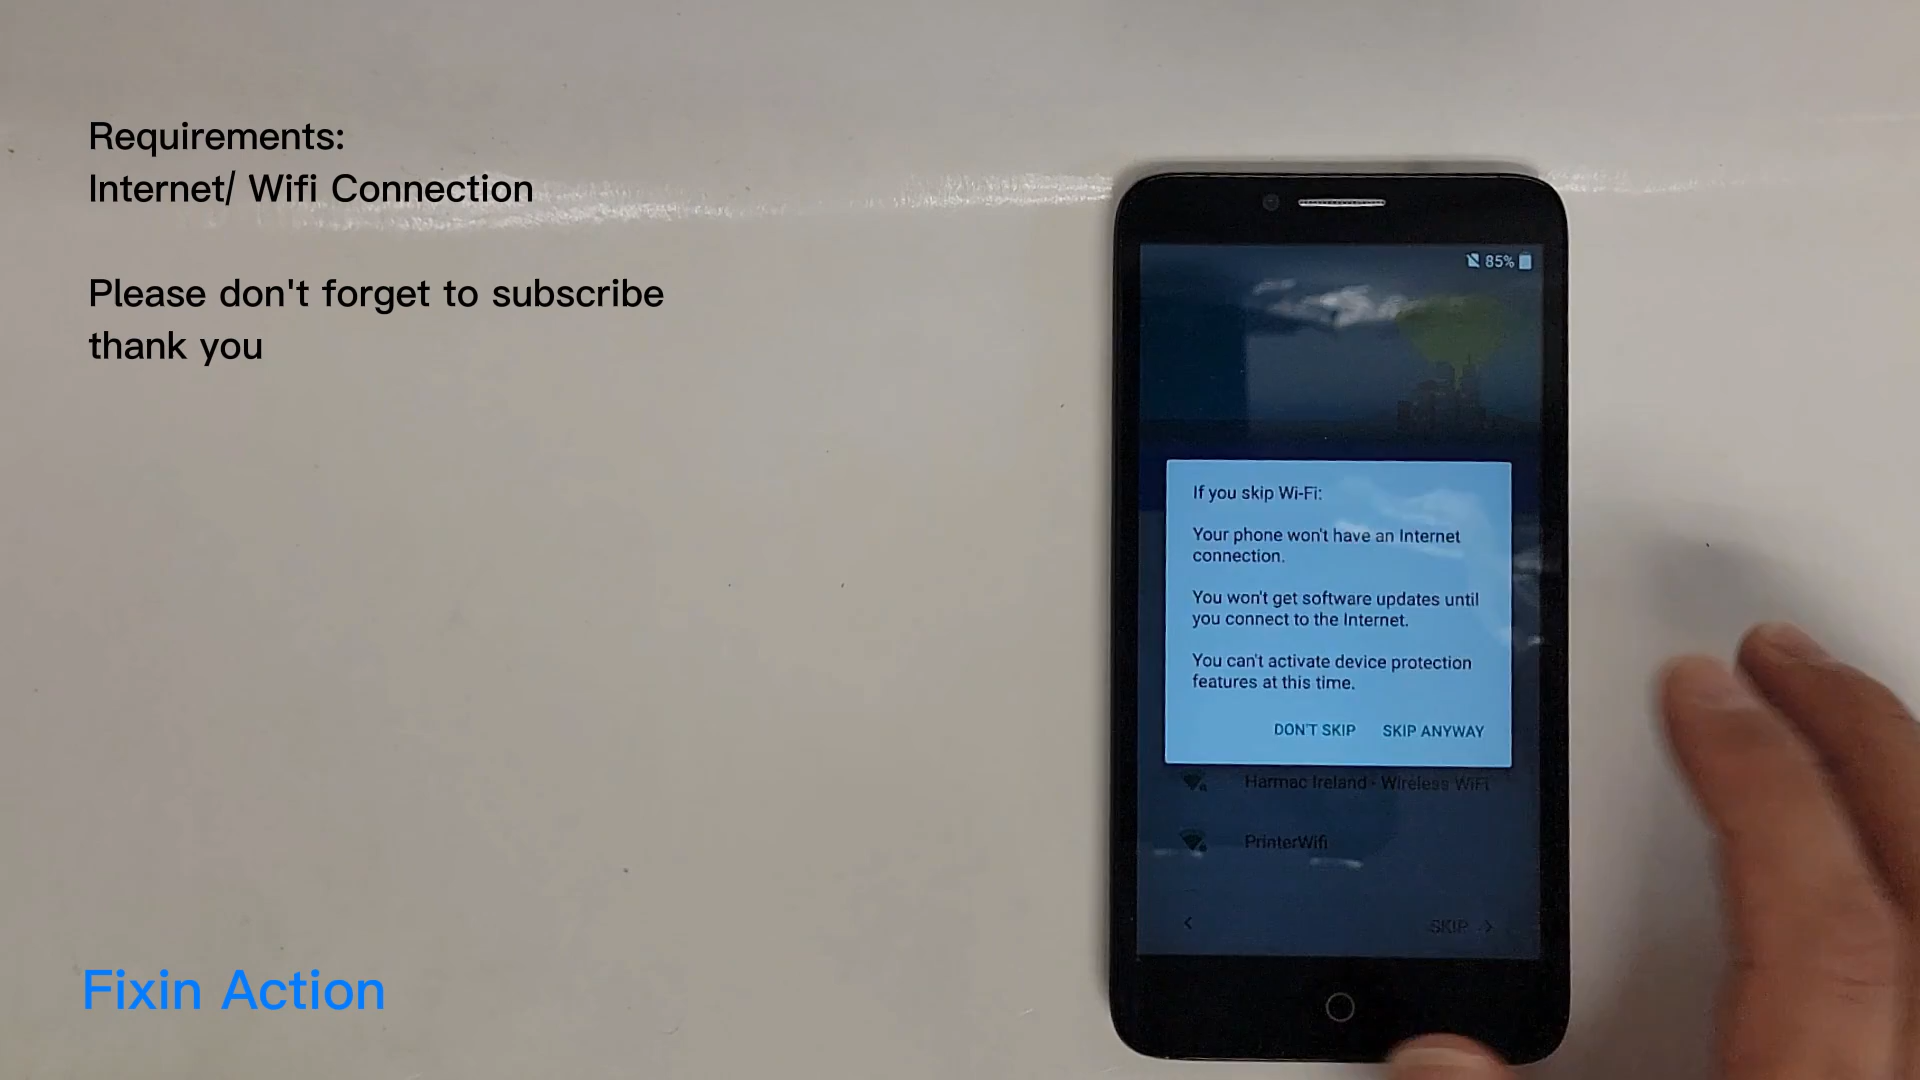 Requirements:
Internet/ Wifi Connection
Please don't forget to subscribe
thank you
85%
If you skip Wi-Fi:
Your phone won't have an Internet
connection.
You won't get software updates until
you connect to the Internet.
You can't activate device protection
features at this time.
DON'T SKIP SKIP ANYWAY
Harmac Ireland - Wireless WiFi
PrinterWifi
SKIP
Fixin Action